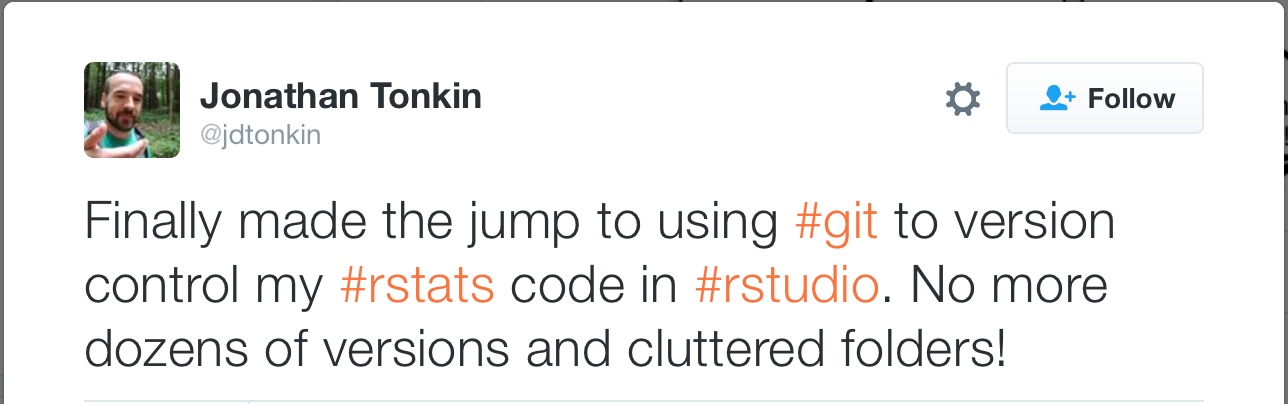 Jonathan Tonkin
@jdtonkin
Follow
Finally made the jump to using #git to version
control my #rstats code in #rstudio. No more
dozens of versions and cluttered folders!